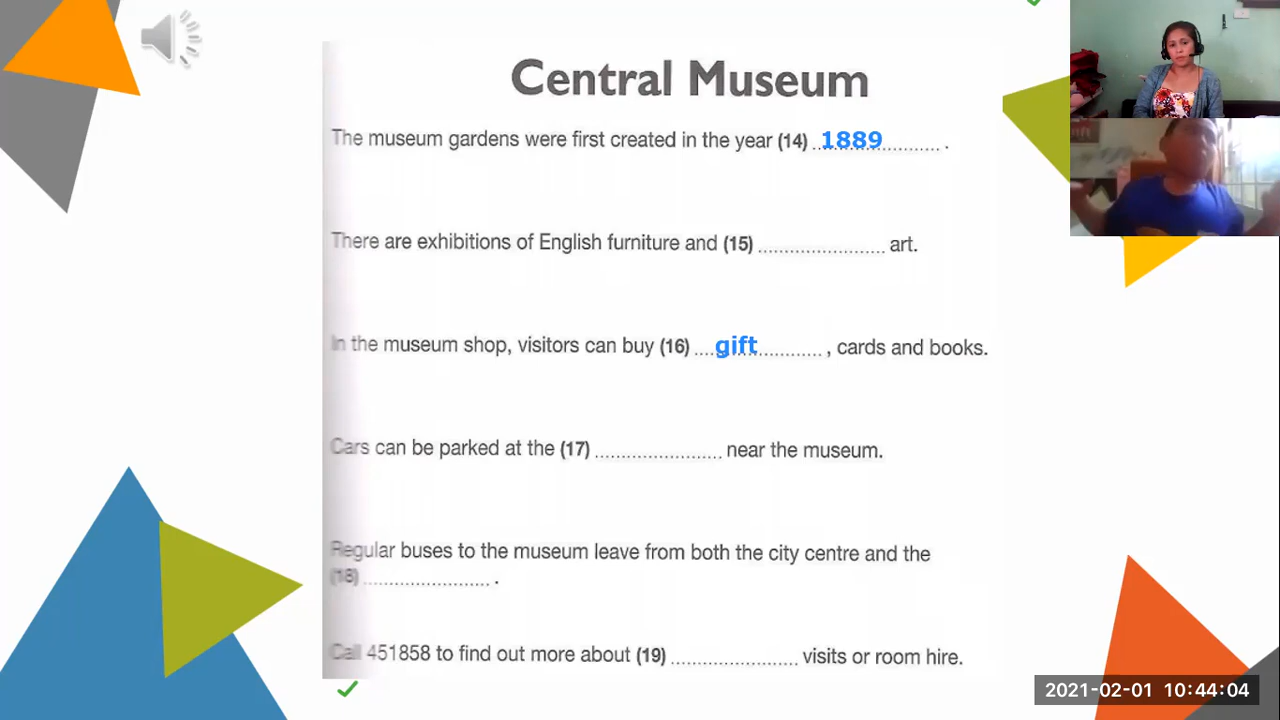 Central Museum
The museum gardens were first created in the year (14) ..1889........... .
There are exhibitions of English furniture and (15) ...................... art.
In the museum shop, visitors can buy (16) ....gift............ , cards and books.
Cars can be parked at the (17) ...................... near the museum.
Regular buses to the museum leave from both the city centre and the
(18) ...................... .
Call 451858 to find out more about (19) ...................... visits or room hire.
2021-02-01 10:44:04